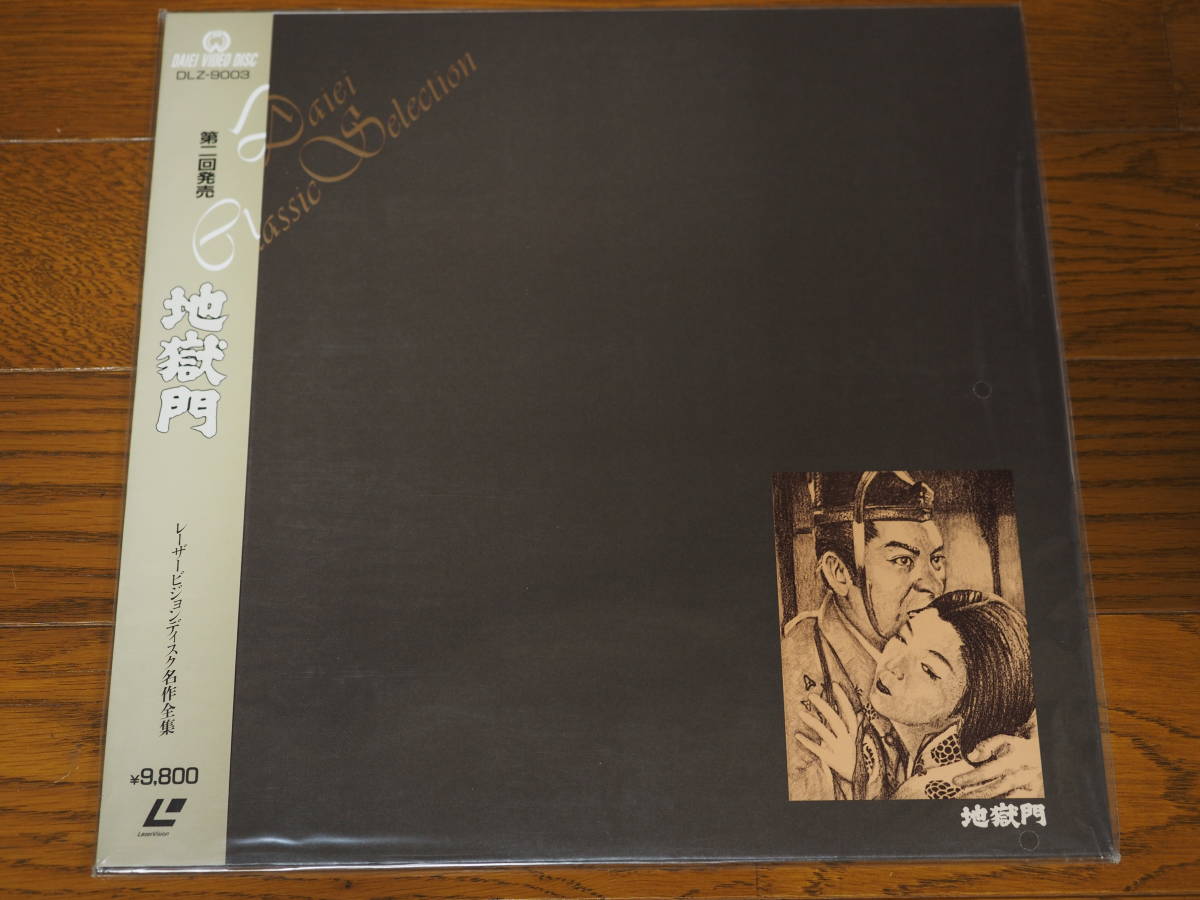 DAIEI VIDEO DISC
DLZ-9003
Daiei
Classic Selection
第二回発売
地獄門
レーザービジョンディスク名作全集
¥9,800
LaserVision
地獄門